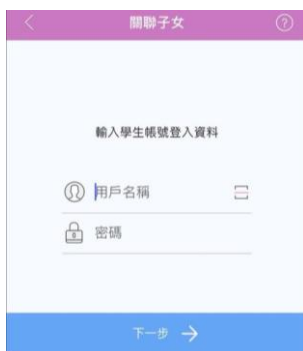 關聯子女
輸入學生帳號登入資料
用戶名稱
密碼
下一步